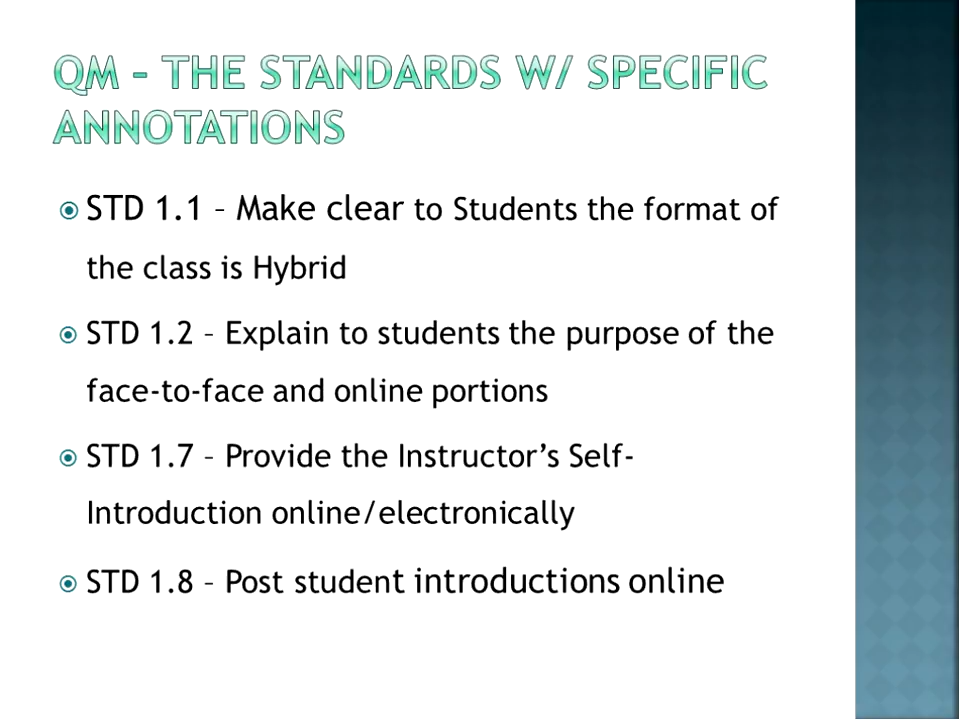 QM – THE STANDARDS W/ SPECIFIC
ANNOTATIONS
STD 1.1 – Make clear to Students the format of
the class is Hybrid
STD 1.2 – Explain to students the purpose of the
face-to-face and online portions
STD 1.7 – Provide the Instructor’s Self-
Introduction online/electronically
STD 1.8 – Post student introductions online